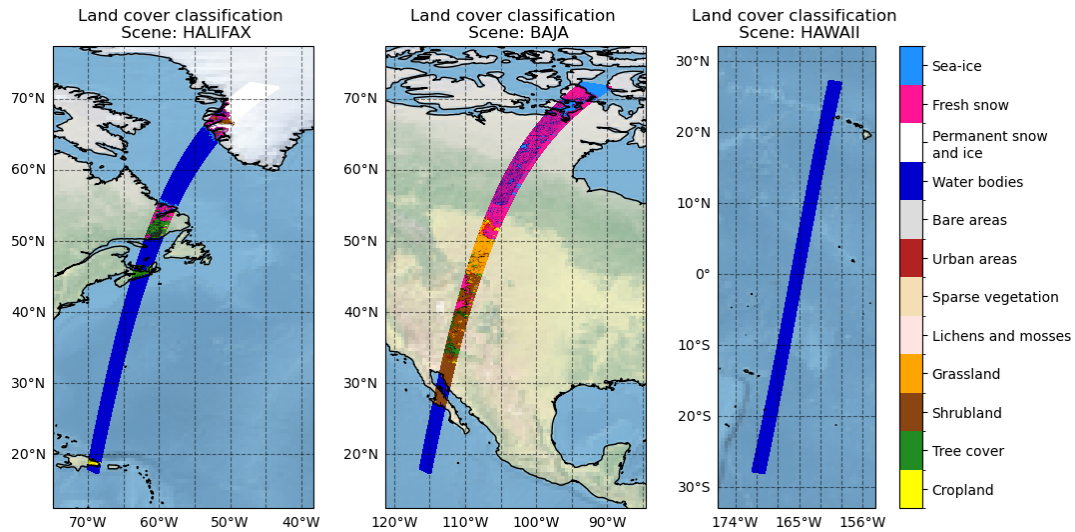 Land cover classification
Scene: HALIFAX
70°N
60°N
50°N
40°N
30°N
20°N
70°W
60°W
50°W
40°W
Land cover classification
Scene: BAJA
70°N
60°N
50°N
40°N
30°N
20°N
120°W
110°W
100°W
90°W
Land cover classification
Scene: HAWAII
30°N
20°N
10°N
0°
10°S
20°S
30°S
174°W
165°W
156°W
Sea-ice
Fresh snow
Permanent snow
and ice
Water bodies
Bare areas
Urban areas
Sparse vegetation
Lichens and mosses
Grassland
Shrubland
Tree cover
Cropland